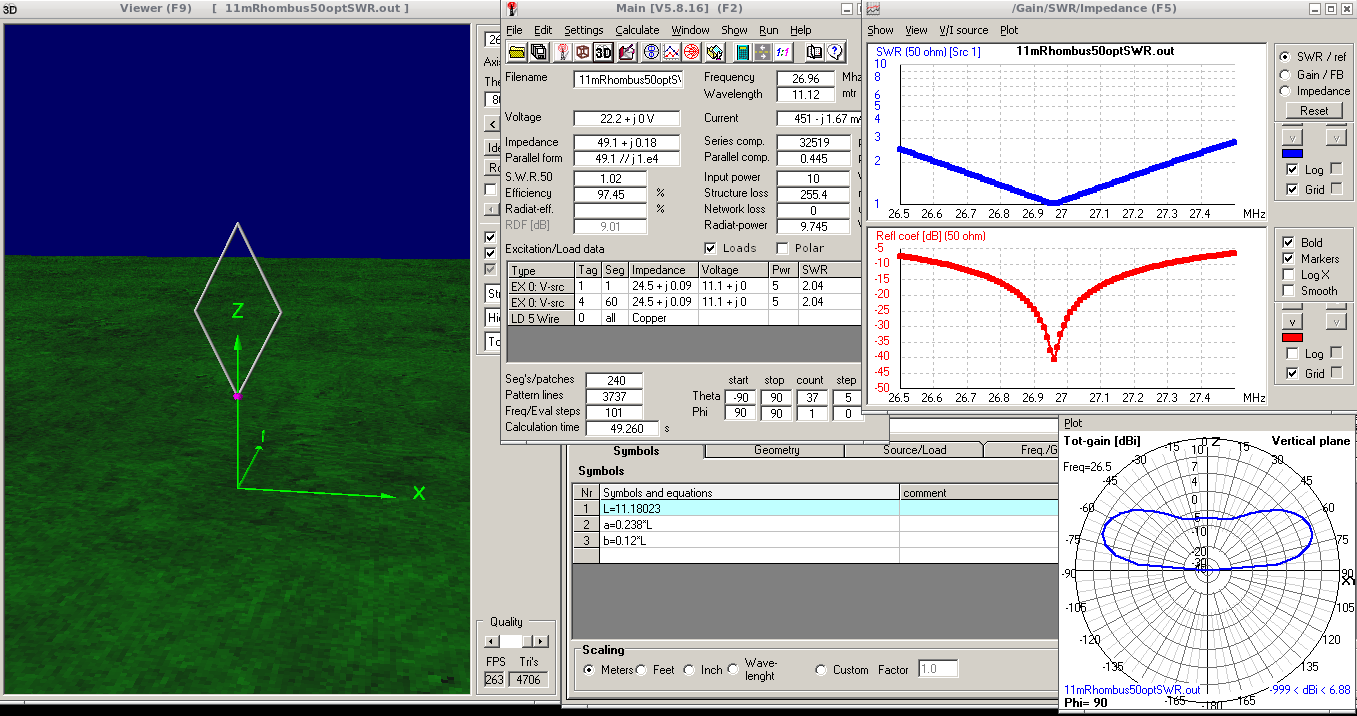 3D Viewer (F9) [ 11mRhombus50optSWR.out ]
Z
X
Quality
FPS Tri's
263 4706
Main [V5.8.16] (F2)
File Edit Settings Calculate Window Show Run Help
3D
1:1
Filename 11mRhombus50optS
Frequency 26.96 Mhz
Wavelength 11.12 mtr
Voltage 22.2 + j 0 V
Current 451 - j 1.67 m
Impedance 49.1 + j 0.18
Series comp. 32519
Parallel form 49.1 // j 1.e4
Parallel comp. 0.445
S.W.R.50 1.02
Input power 10
Efficiency 97.45 %
Structure loss 255.4
Radiat-eff. %
Network loss 0
RDF [dB] 9.01
Radiat-power 9.745
Excitation/Load data Loads Polar
Type Tag Seg Impedance Voltage Pwr SWR
EX 0: V-src 1 1 24.5 + j 0.09 11.1 + j 0 5 2.04
EX 0: V-src 4 60 24.5 + j 0.09 11.1 + j 0 5 2.04
LD 5 Wire 0 all Copper
Seg's/patches 240
Pattern lines 3737
Freq/Eval steps 101
Calculation time 49.260 s
start stop count step
Theta -90 90 37 5
Phi 90 90 1 0
/Gain/SWR/Impedance (F5)
Show View V/I source Plot
SWR (50 ohm) [Src 1] 11mRhombus50optSWR.out
10
8
6
5
4
3
2
1
26.5 26.6 26.7 26.8 26.9 27 27.1 27.2 27.3 27.4 MHz
Refl coef [dB] (50 ohm)
-5
-10
-15
-20
-25
-30
-35
-40
-45
-50
26.5 26.6 26.7 26.8 26.9 27 27.1 27.2 27.3 27.4 MHz
SWR / ref
Gain / FB
Impedance
Reset
v v
Log
Grid
Bold
Markers
Log X
Smooth
v v
Log
Grid
Symbols Geometry Source/Load Freq./G
Symbols
Nr Symbols and equations comment
1 L=11.18023
2 a=0.238*L
3 b=0.12*L
Scaling
Meters Feet Inch Wave-lenght Custom Factor 1.0
Plot
Tot-gain [dBi] Vertical plane
Freq=26.5
0 Z
-15 15
-30 30
-45 45
-60 60
-75 75
-90 90
-105 105
-120 120
-135 135
-165 -180 165
10
7
4
0
-5
-10
-20
11mRhombus50optSWR.out -999 < dBi < 6.88
Phi= 90